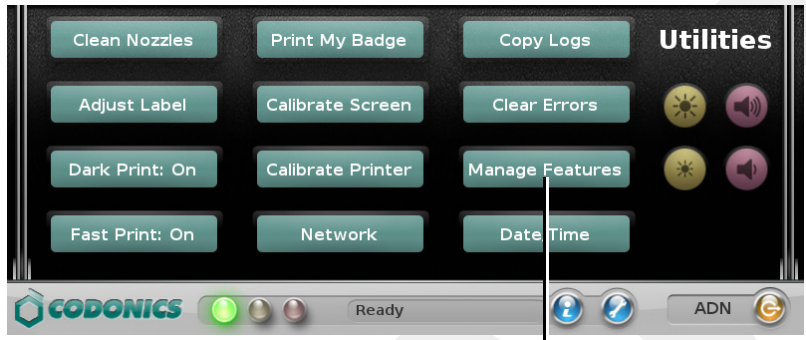 Clean Nozzles Print My Badge Copy Logs Utilities
Adjust Label Calibrate Screen Clear Errors
Dark Print: On Calibrate Printer Manage Features
Fast Print: On Network Date/Time
CODONICS Ready ADN